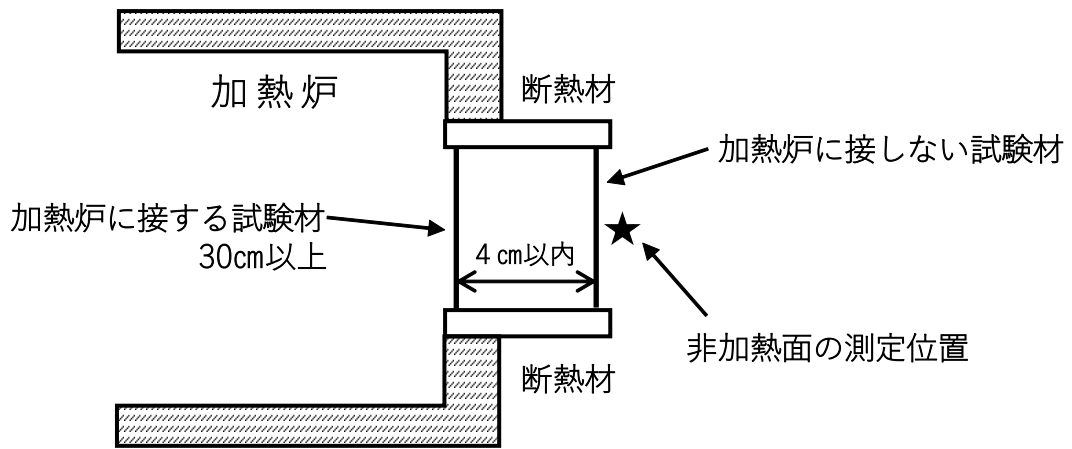 加熱炉
断熱材
加熱炉に接しない試験材
加熱炉に接する試験材
30㎝以上
4㎝以内
非加熱面の測定位置
断熱材